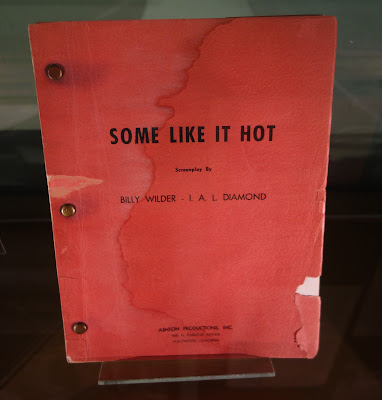 SOME LIKE IT HOT
Screenplay By
BILLY WILDER - I. A. L. DIAMOND
ASHTON PRODUCTIONS, INC.